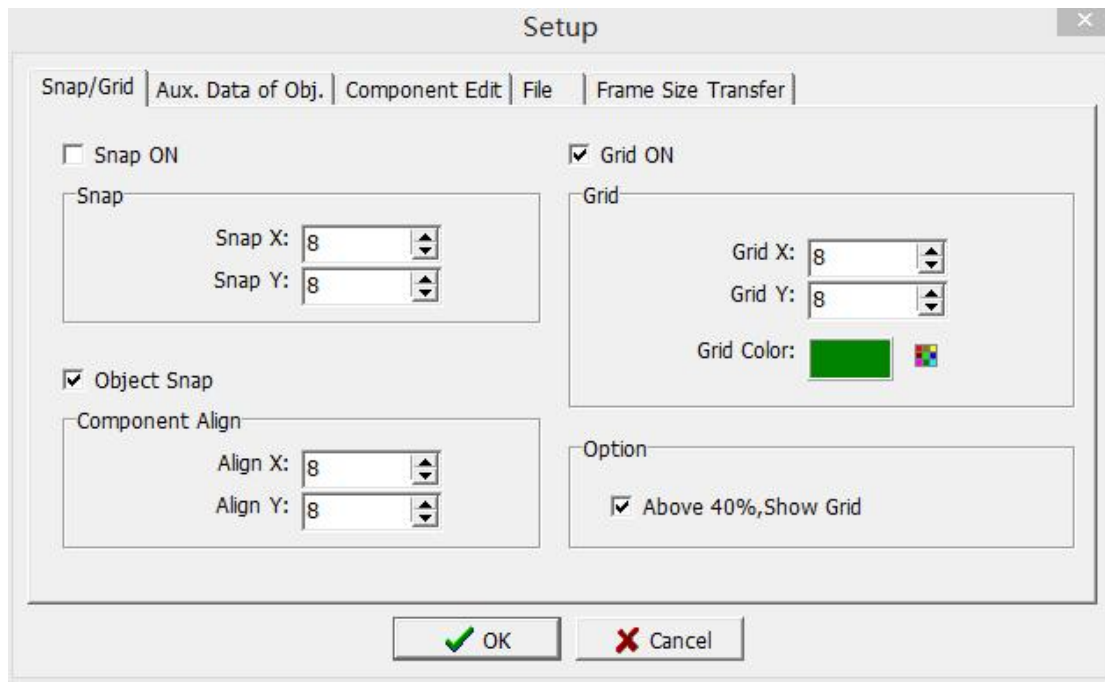 Setup
Snap/Grid Aux. Data of Obj. Component Edit File Frame Size Transfer
Snap ON
Snap
Snap X: 8
Snap Y: 8
Object Snap
Component Align
Align X: 8
Align Y: 8
Grid ON
Grid
Grid X: 8
Grid Y: 8
Grid Color:
Option
Above 40%,Show Grid
OK Cancel